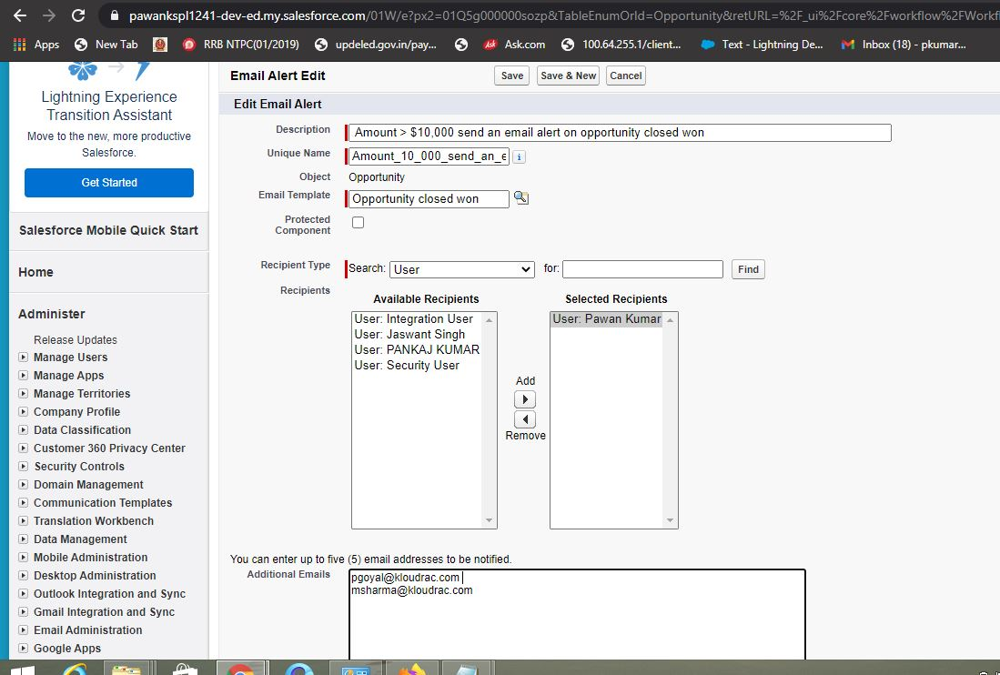 pawankspl1241-dev-ed.my.salesforce.com/01W/e?px2=01Q5g000000sozp&TableEnumOrId=Opportunity&retURL=%2F_ui%2Fcore%2Fworkflow%2FWorkf
Apps New Tab RRB NTPC(01/2019) updeled.gov.in/pay... Ask Ask.com 100.64.255.1/client... Text - Lightning De... Inbox (18) - pkumar...
Lightning Experience
Transition Assistant
Move to the new, more productive
Salesforce.
Get Started
Salesforce Mobile Quick Start
Home
Administer
Release Updates
Manage Users
Manage Apps
Manage Territories
Company Profile
Data Classification
Customer 360 Privacy Center
Security Controls
Domain Management
Communication Templates
Translation Workbench
Data Management
Mobile Administration
Desktop Administration
Outlook Integration and Sync
Gmail Integration and Sync
Email Administration
Google Apps
Email Alert Edit Save Save & New Cancel
Edit Email Alert
Description Amount > $10,000 send an email alert on opportunity closed won
Unique Name Amount_10_000_send_an_e i
Object Opportunity
Email Template Opportunity closed won
Protected
Component
Recipient Type Search: User for: Find
Recipients
Available Recipients Selected Recipients
User: Integration User User: Pawan Kumar
User: Jaswant Singh
User: PANKAJ KUMAR
User: Security User
Add
Remove
You can enter up to five (5) email addresses to be notified.
Additional Emails pgoyal@kloudrac.com
msharma@kloudrac.com